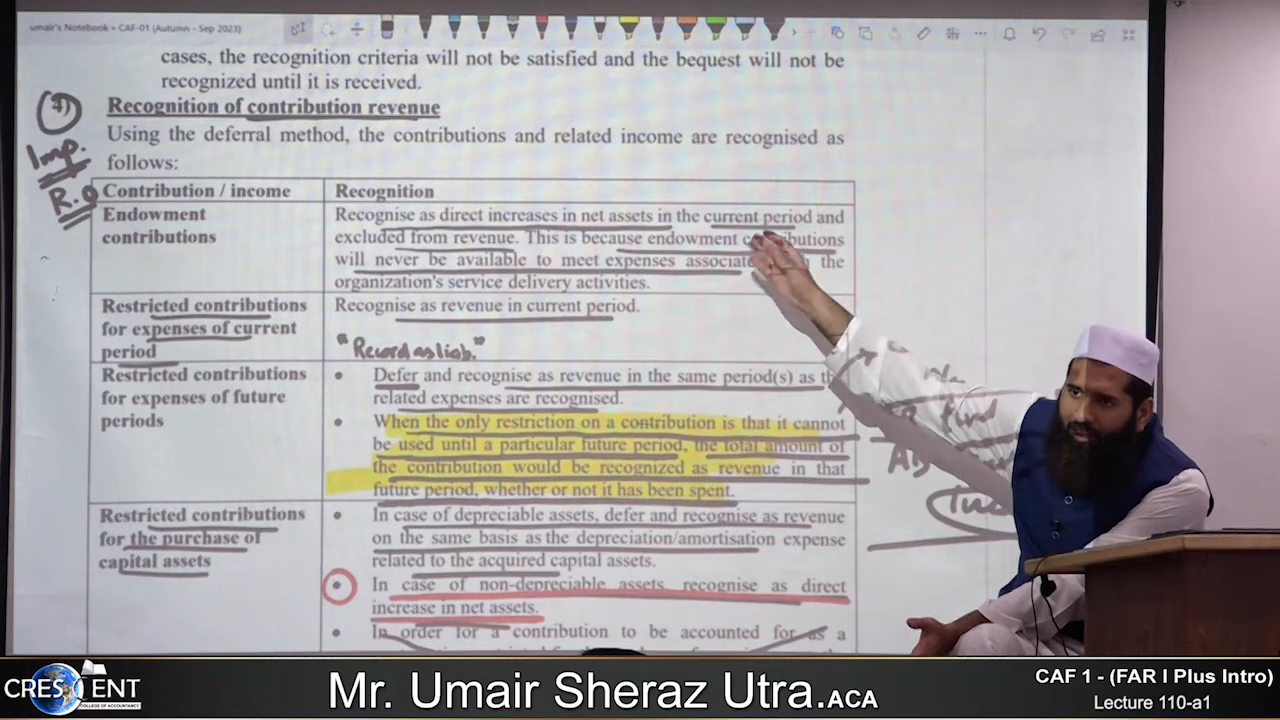 umair's Notebook » CAF-01 (Autumn - Sep 2023)
cases, the recognition criteria will not be satisfied and the bequest will not be
recognized until it is received.
Recognition of contribution revenue
Imp.
R.Q
Using the deferral method, the contributions and related income are recognised as
follows:
Contribution / income Recognition
Endowment contributions
Recognise as direct increases in net assets in the current period and
excluded from revenue. This is because endowment contributions
will never be available to meet expenses the
organization's service delivery activities.
Restricted contributions
for expenses of current
period
Recognise as revenue in current period.
"Record as liab."
Restricted contributions
for expenses of future
periods
• Defer and recognise as revenue in the same period(s) as
related expenses are recognised.
• When the only restriction on a contribution is that it cannot
be used until a particular future period, the total amount of
the contribution would be recognized as revenue in that
future period, whether or not it has been spent.
Restricted contributions
for the purchase of
capital assets
• In case of depreciable assets, defer and recognise as revenue
on the same basis as the depreciation/amortisation expense
related to the acquired capital assets.
• In case of non-depreciable assets, recognise as direct
increase in net assets.
• In order for a contribution to be accounted for as a
CRESCENT
COLLEGE OF ACCOUNTANCY
Mr. Umair Sheraz Utra.ACA
CAF 1 - (FAR I Plus Intro)
Lecture 110-a1